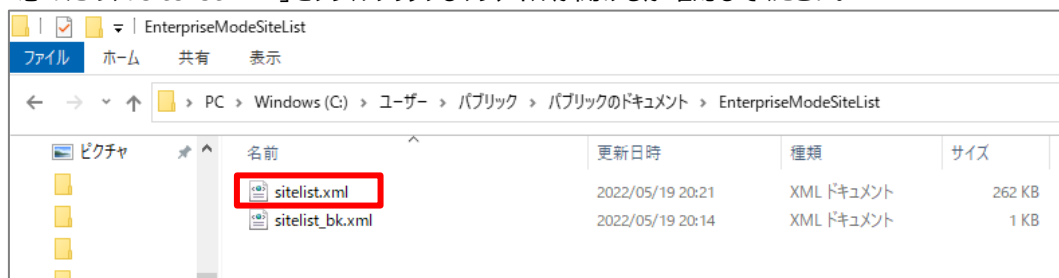 EnterpriseModeSiteList
ファイル ホーム 共有 表示
PC > Windows (C:) > ユーザー > パブリック > パブリックのドキュメント > EnterpriseModeSiteList
ピクチャ 名前 更新日時 種類 サイズ
sitelist.xml 2022/05/19 20:21 XML ドキュメント 262 KB
sitelist_bk.xml 2022/05/19 20:14 XML ドキュメント 1 KB